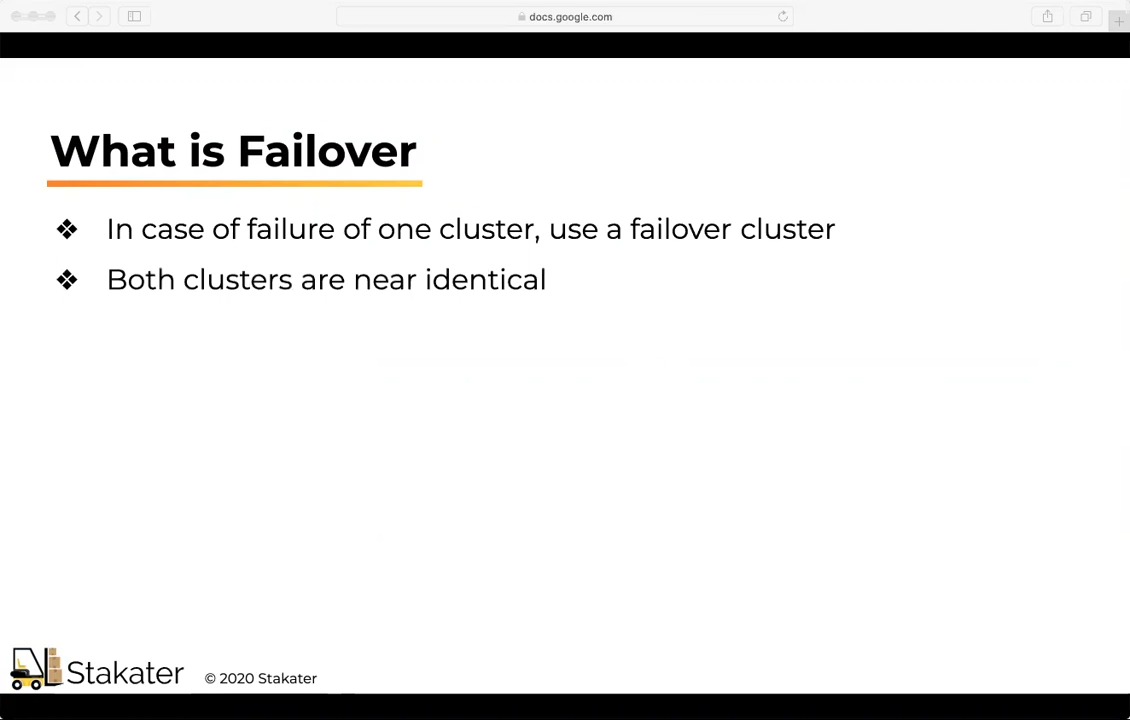 docs.google.com
What is Failover
❖ In case of failure of one cluster, use a failover cluster
❖ Both clusters are near identical
Stakater © 2020 Stakater